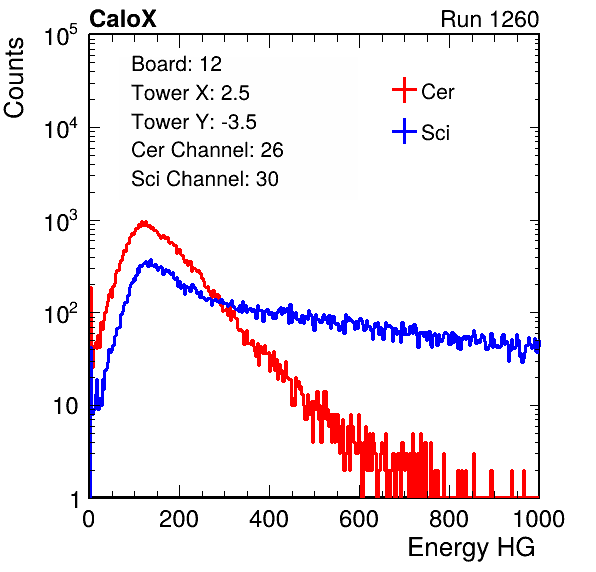 CaloX Run 1260
Counts
Board: 12
Tower X: 2.5
Tower Y: -3.5
Cer Channel: 26
Sci Channel: 30
Cer
Sci
10^5
10^4
10^3
10^2
10
1
0 200 400 600 800 1000
Energy HG